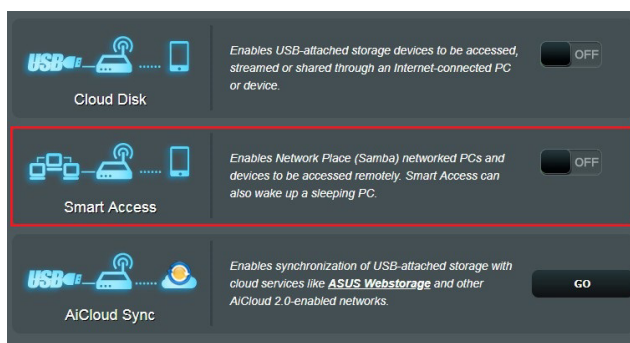 USB
Enables USB-attached storage devices to be accessed,
streamed or shared through an Internet-connected PC
or device.
OFF
Cloud Disk
Enables Network Place (Samba) networked PCs and
devices to be accessed remotely. Smart Access can
also wake up a sleeping PC.
OFF
Smart Access
USB
Enables synchronization of USB-attached storage with
cloud services like ASUS Webstorage and other
AiCloud 2.0-enabled networks.
GO
AiCloud Sync